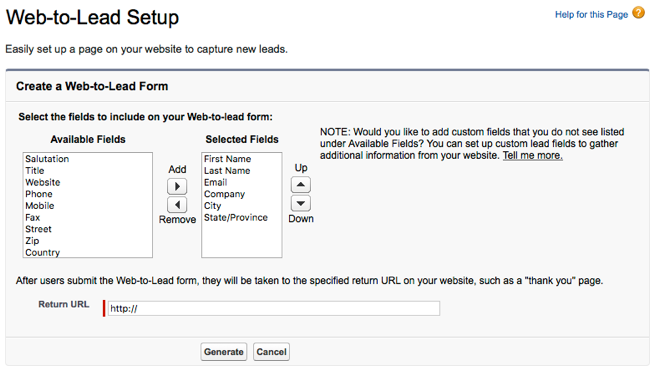 Web-to-Lead Setup
Help for this Page ?
Easily set up a page on your website to capture new leads.
Create a Web-to-Lead Form
Select the fields to include on your Web-to-lead form:
Available Fields
Selected Fields
Salutation
Title
Website
Phone
Mobile
Fax
Street
Zip
Country
Add
Remove
First Name
Last Name
Email
Company
City
State/Province
Up
Down
NOTE: Would you like to add custom fields that you do not see listed
under Available Fields? You can set up custom lead fields to gather
additional information from your website. Tell me more.
After users submit the Web-to-Lead form, they will be taken to the specified return URL on your website, such as a "thank you" page.
Return URL
http://
Generate
Cancel